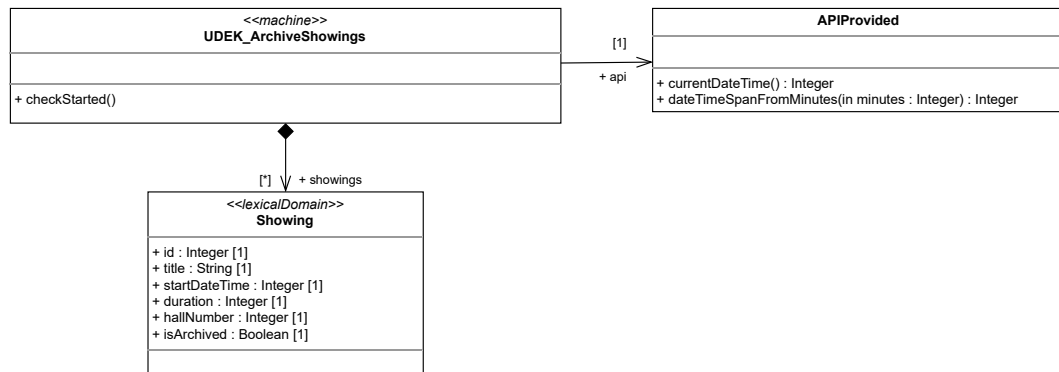 <<machine>>
UDEK_ArchiveShowings
+ checkStarted()
[1]
+ api
APIProvided
+ currentDateTime() : Integer
+ dateTimeSpanFromMinutes(in minutes : Integer) : Integer
[*]
+ showings
<<lexicalDomain>>
Showing
+ id : Integer [1]
+ title : String [1]
+ startDateTime : Integer [1]
+ duration : Integer [1]
+ hallNumber : Integer [1]
+ isArchived : Boolean [1]